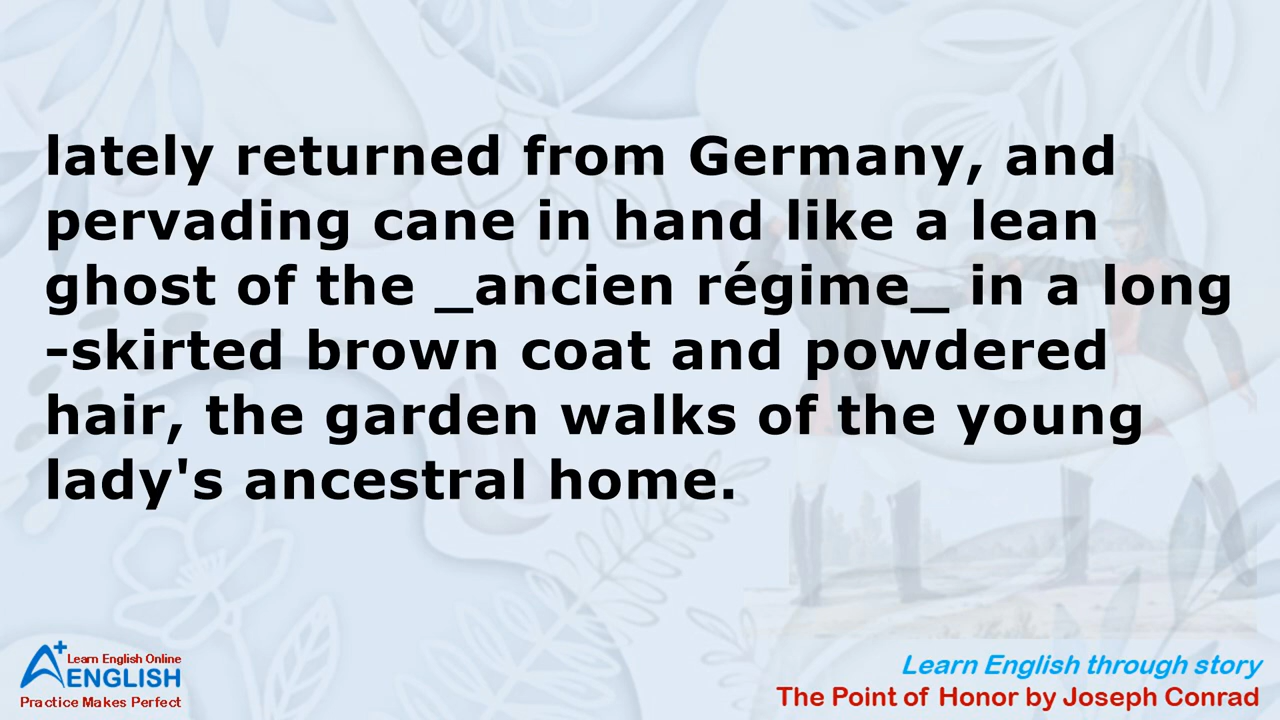 lately returned from Germany, and
pervading cane in hand like a lean
ghost of the _ancien régime_ in a long
-skirted brown coat and powdered
hair, the garden walks of the young
lady's ancestral home.
A+ Learn English Online
ENGLISH
Practice Makes Perfect
Learn English through story
The Point of Honor by Joseph Conrad